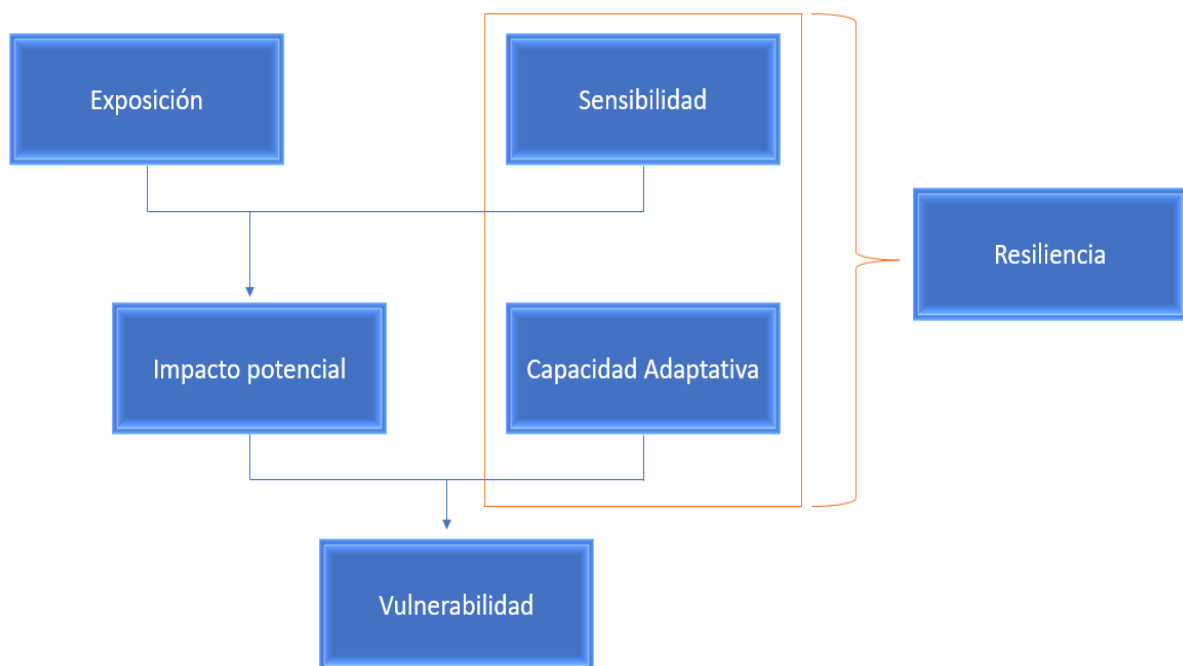 Exposición
Sensibilidad
Resiliencia
Impacto potencial
Capacidad Adaptativa
Vulnerabilidad